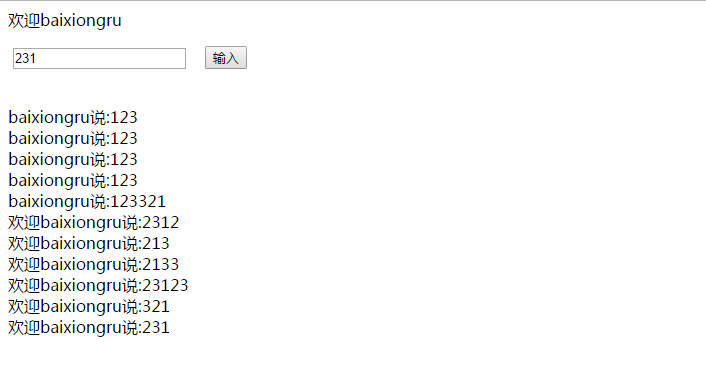 欢迎baixiongru
231 输入
baixiongru说:123
baixiongru说:123
baixiongru说:123
baixiongru说:123
baixiongru说:123321
欢迎baixiongru说:2312
欢迎baixiongru说:213
欢迎baixiongru说:2133
欢迎baixiongru说:23123
欢迎baixiongru说:321
欢迎baixiongru说:231